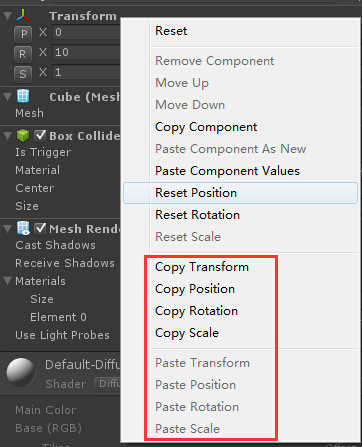 Transform
P X 0
R X 10
S X 1
Cube (Mesh
Mesh
Box Collide
Is Trigger
Material
Center
Size
Mesh Rende
Cast Shadows
Receive Shadows
Materials
Size
Element 0
Use Light Probes
Default-Diffu
Shader Diffu
Main Color
Base (RGB)
Tiling
Reset
Remove Component
Move Up
Move Down
Copy Component
Paste Component As New
Paste Component Values
Reset Position
Reset Rotation
Reset Scale
Copy Transform
Copy Position
Copy Rotation
Copy Scale
Paste Transform
Paste Position
Paste Rotation
Paste Scale